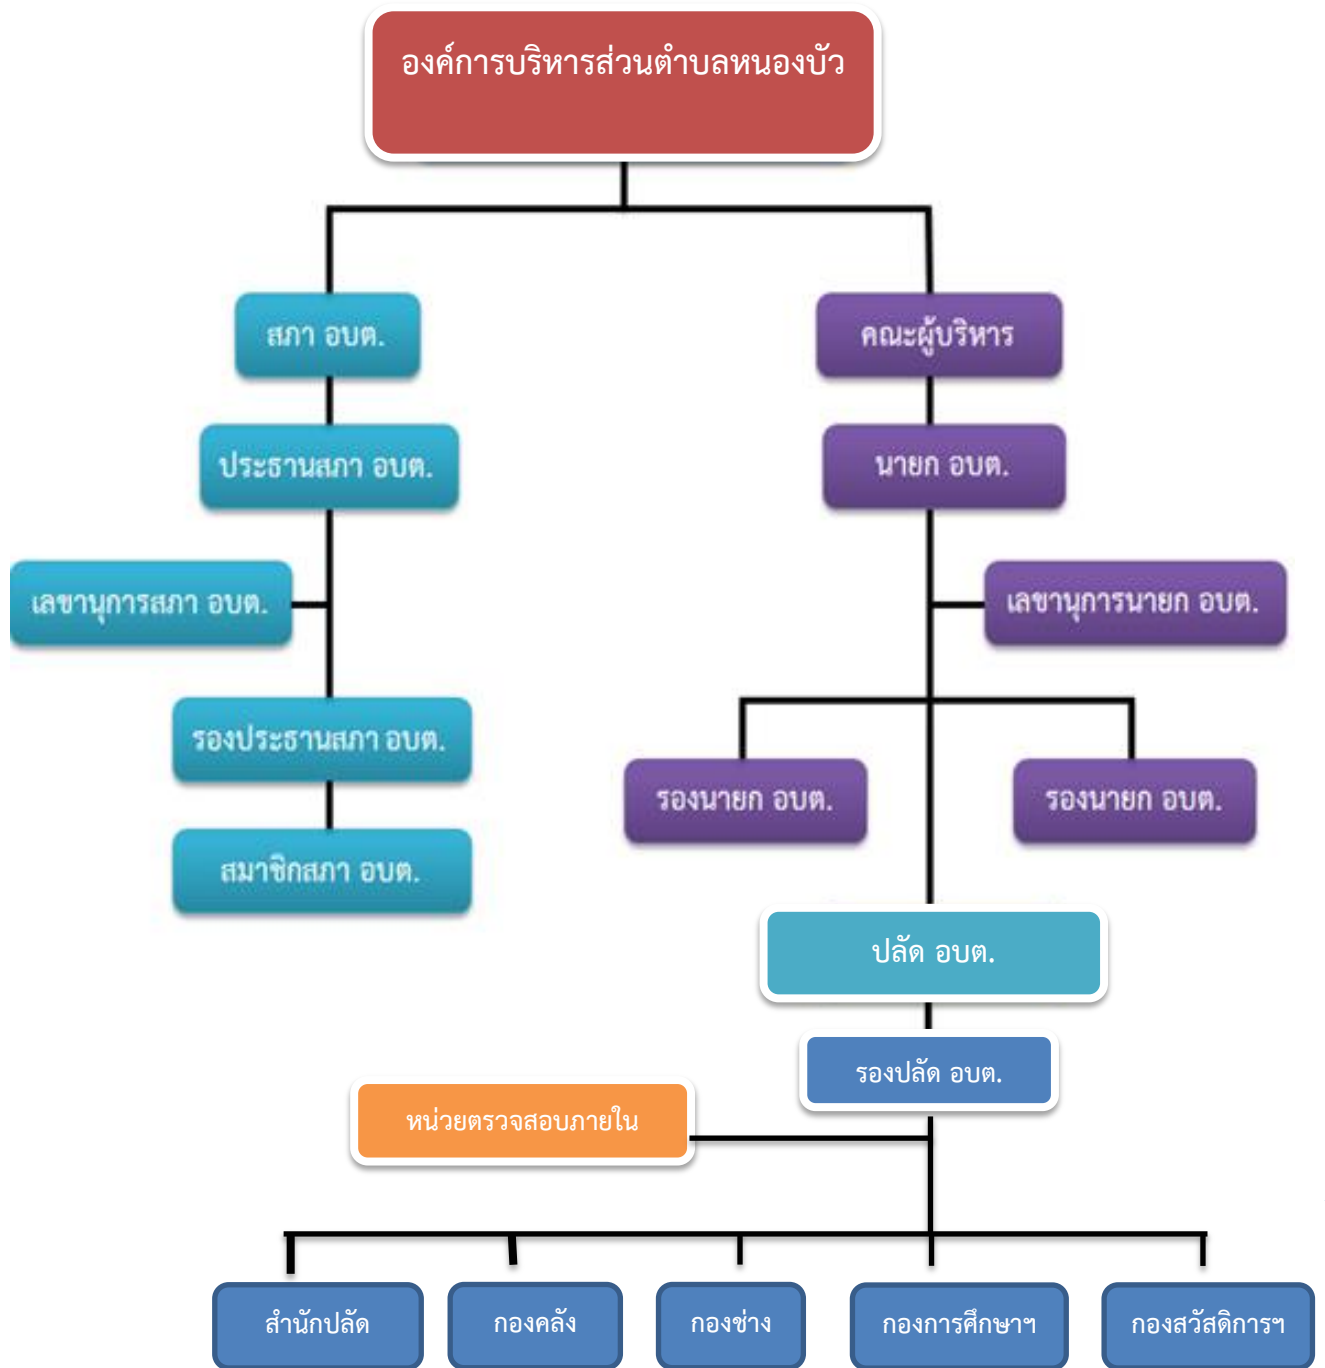 องค์การบริหารส่วนตำบลหนองบัว
สภา อบต.
คณะผู้บริหาร
ประธานสภา อบต.
นายก อบต.
เลขานุการสภา อบต.
เลขานุการนายก อบต.
รองประธานสภา อบต.
รองนายก อบต.
รองนายก อบต.
สมาชิกสภา อบต.
ปลัด อบต.
รองปลัด อบต.
หน่วยตรวจสอบภายใน
สำนักปลัด
กองคลัง
กองช่าง
กองการศึกษาฯ
กองสวัสดิการฯ